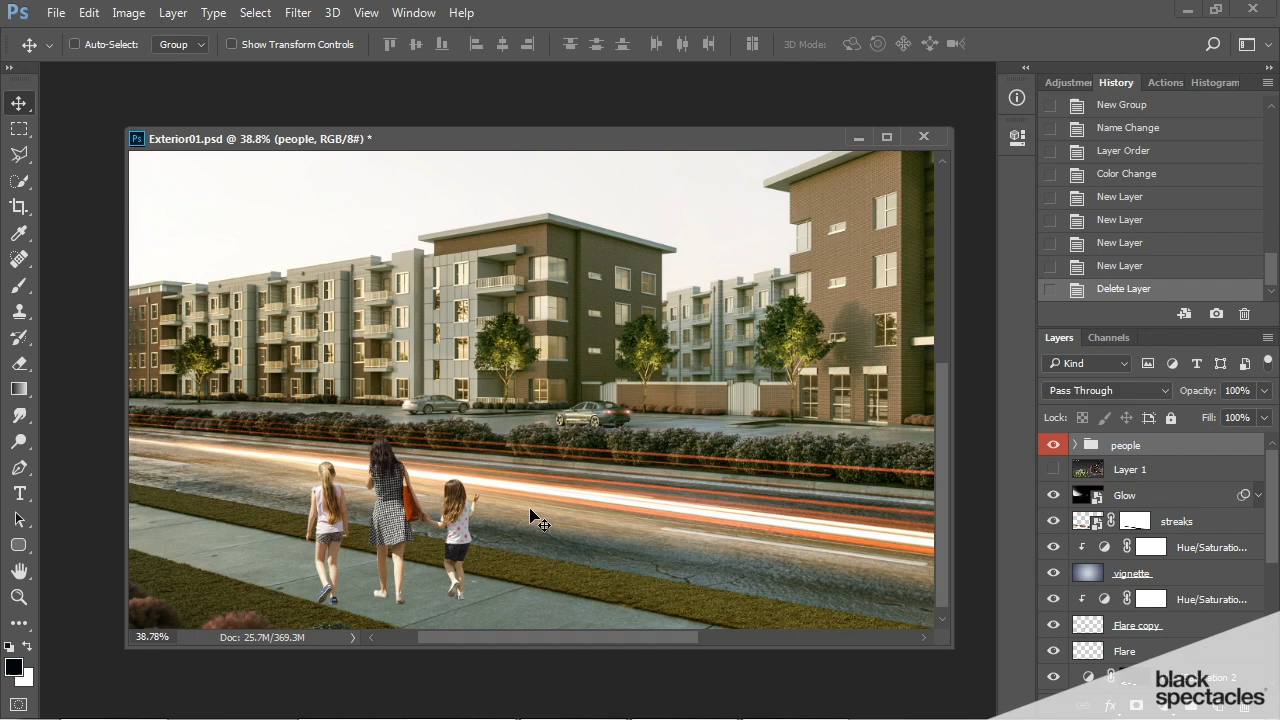 Ps File Edit Image Layer Type Select Filter 3D View Window Help
Auto-Select: Group Show Transform Controls 3D Mode:
Adjustmer History Actions Histogram
New Group
Name Change
Layer Order
Color Change
New Layer
New Layer
New Layer
New Layer
Delete Layer
Ps Exterior01.psd @ 38.8% (people, RGB/8#) *
38.78% Doc: 25.7M/369.3M
Layers Channels
Kind
Pass Through Opacity: 100%
Lock: Fill: 100%
people
Layer 1
Glow
streaks
Hue/Saturatio...
vignette
Hue/Saturatio...
Flare copy
Flare
black
spectacles